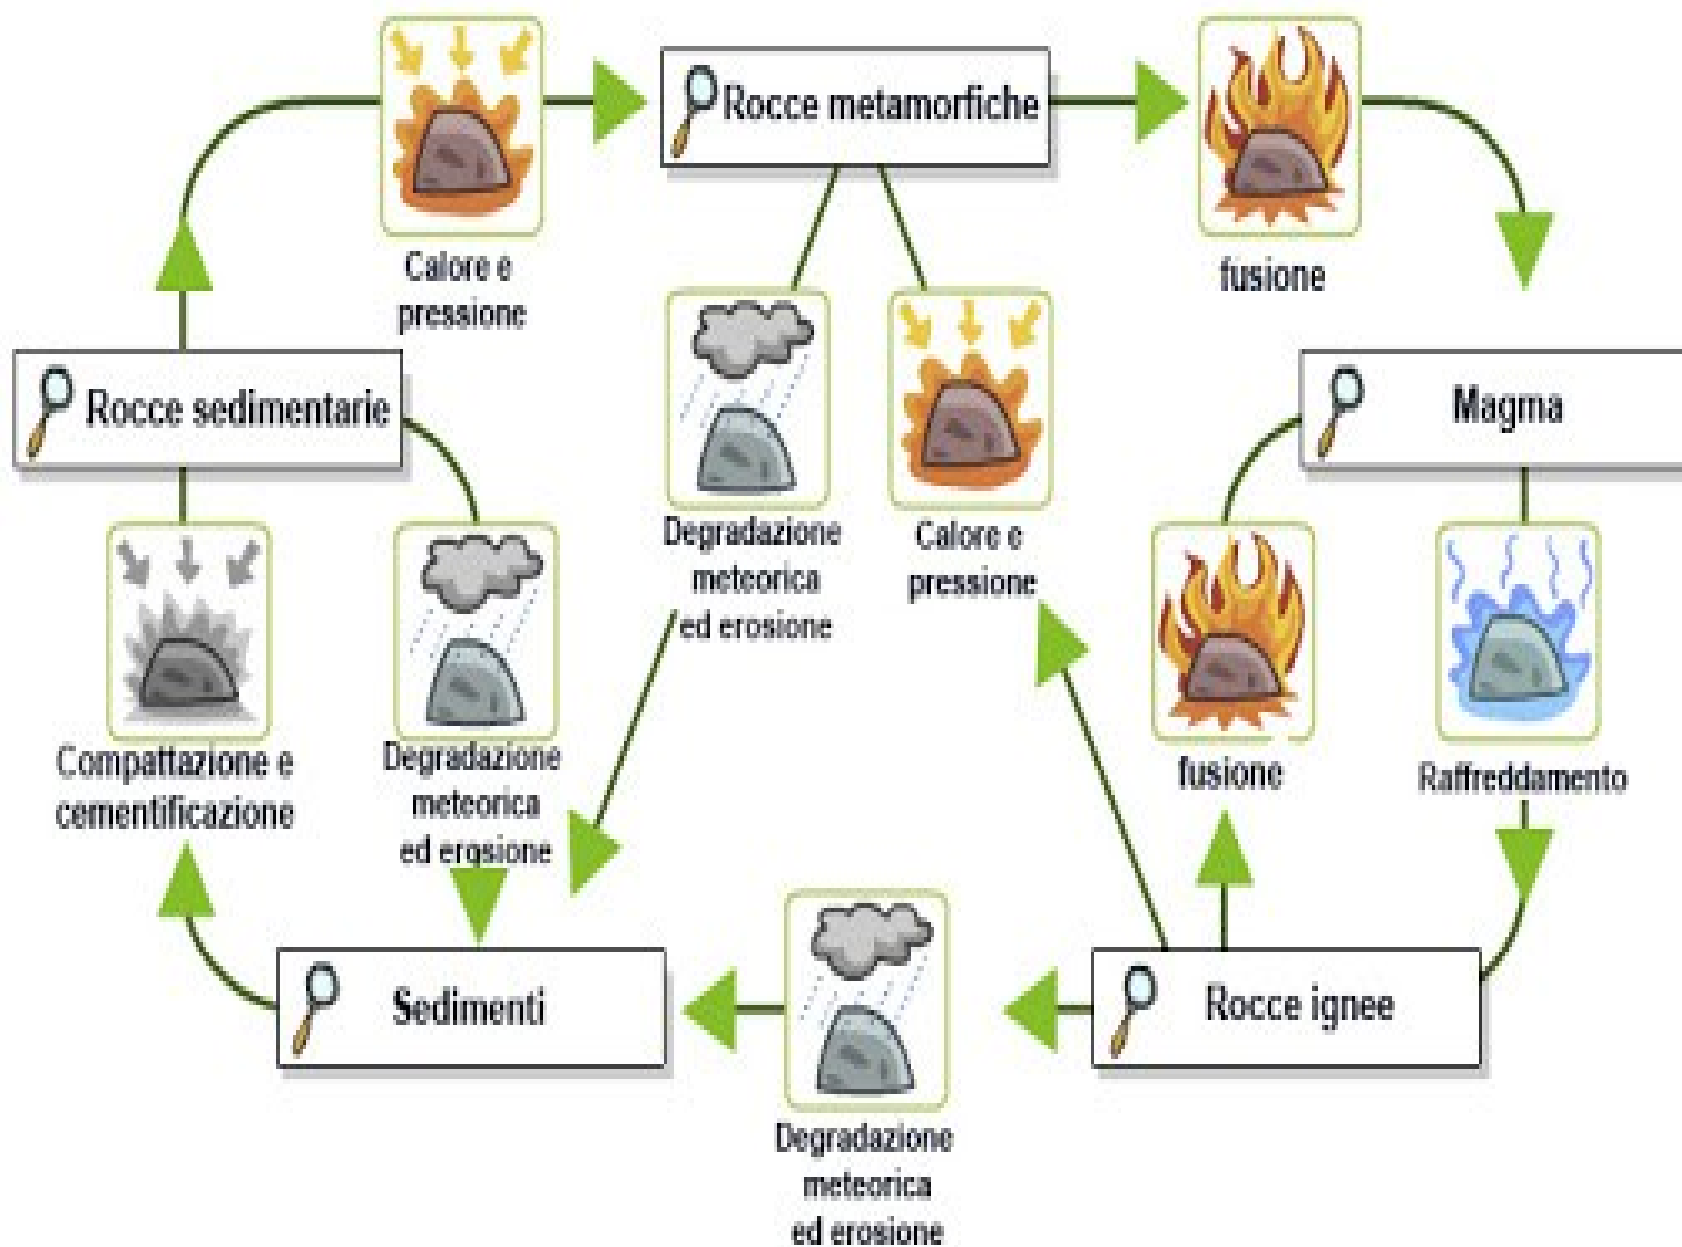 Rocce metamorfiche
Calore e
pressione
fusione
Rocce sedimentarie
Magma
Degradazione
meteorica
ed erosione
Calore e
pressione
Compattazione e
cementificazione
Degradazione
meteorica
ed erosione
fusione
Raffreddamento
Sedimenti
Rocce ignee
Degradazione
meteorica
ed erosione